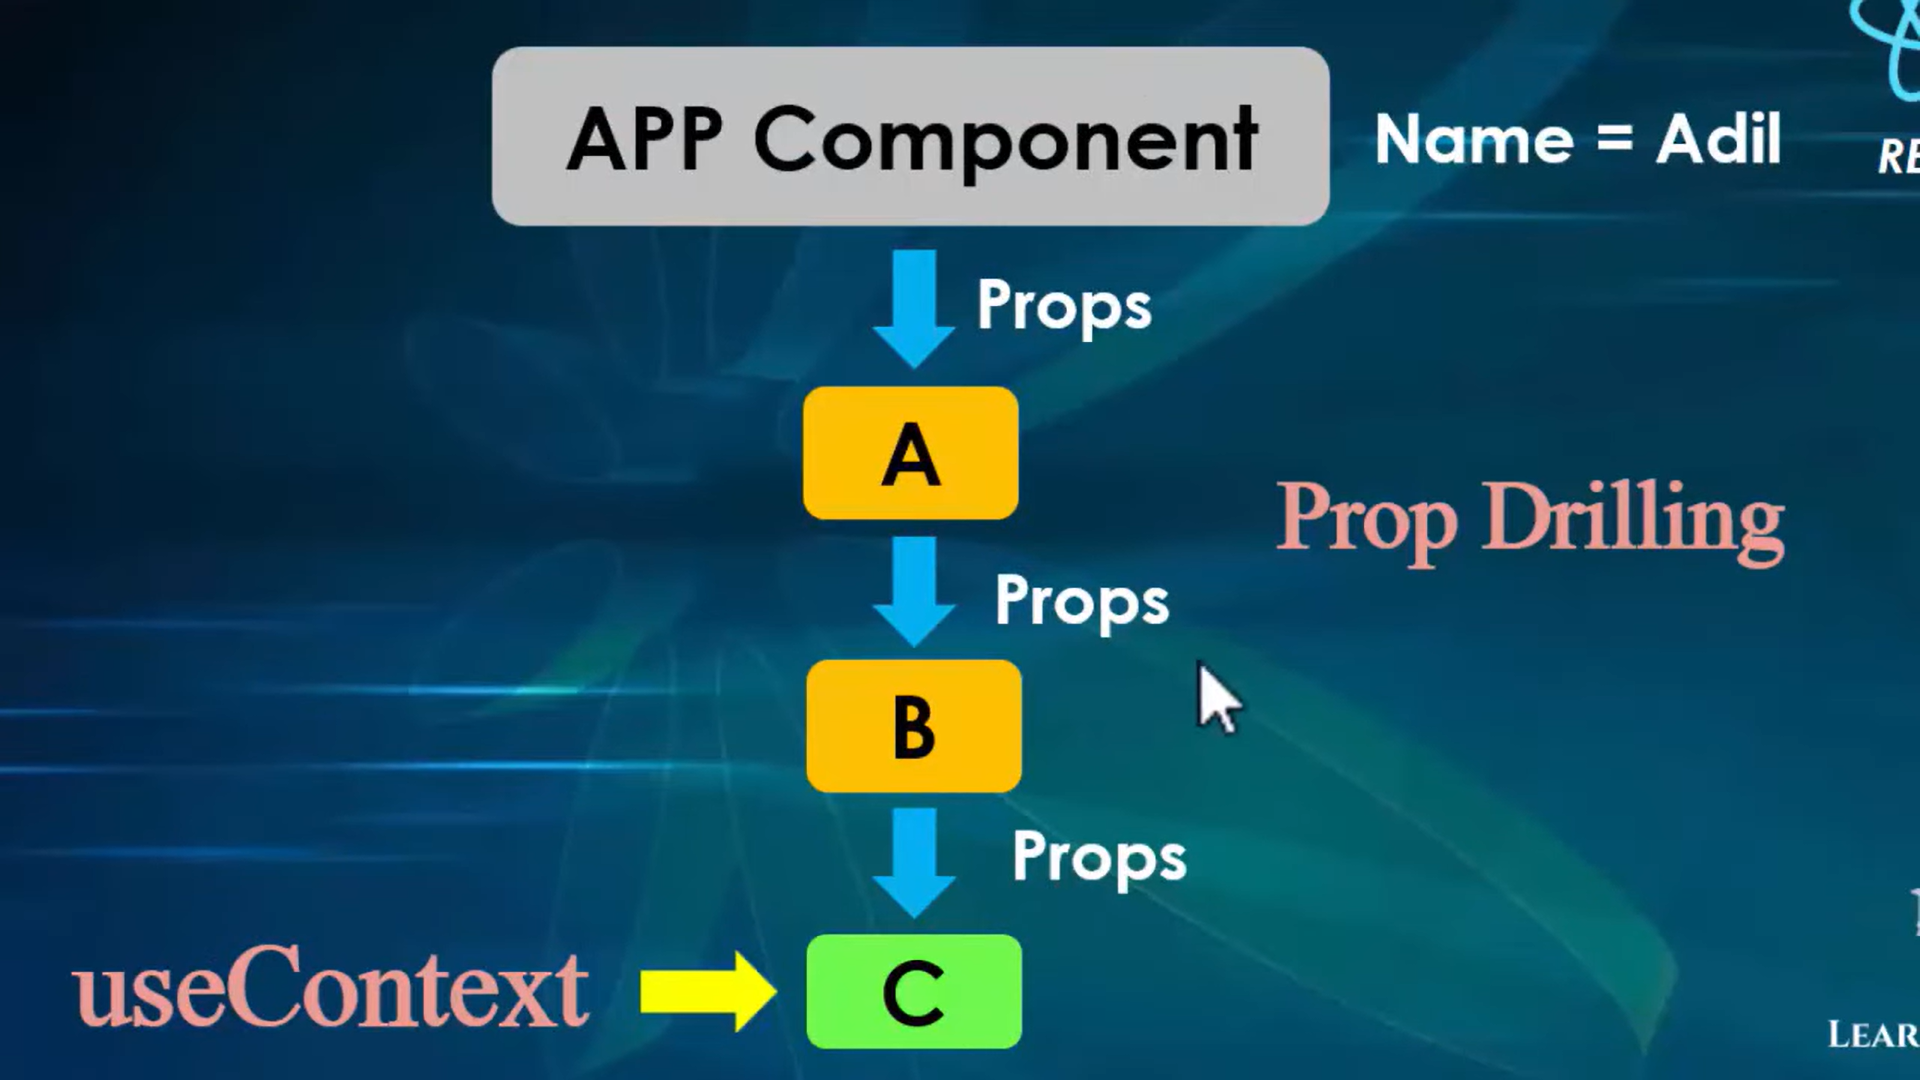 APP Component
Name = Adil
Props
A
Prop Drilling
Props
B
Props
useContext
C